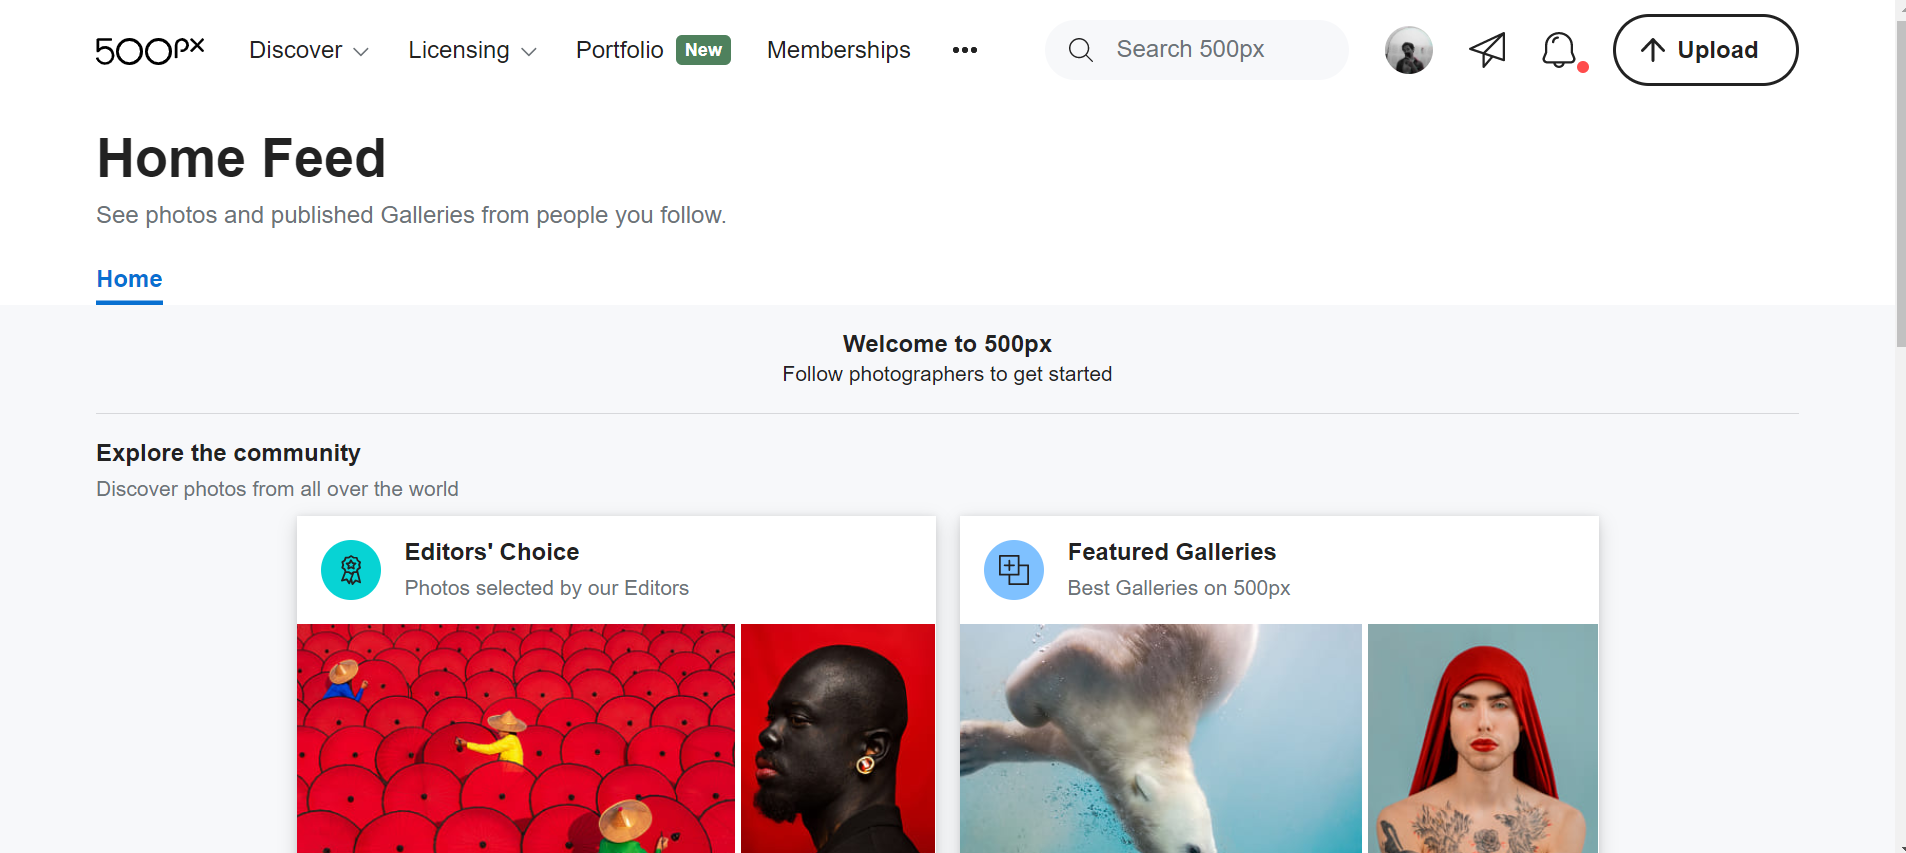 500px Discover Licensing Portfolio New Memberships Search 500px Upload
Home Feed
See photos and published Galleries from people you follow.
Home
Welcome to 500px
Follow photographers to get started
Explore the community
Discover photos from all over the world
Editors' Choice
Photos selected by our Editors
Featured Galleries
Best Galleries on 500px